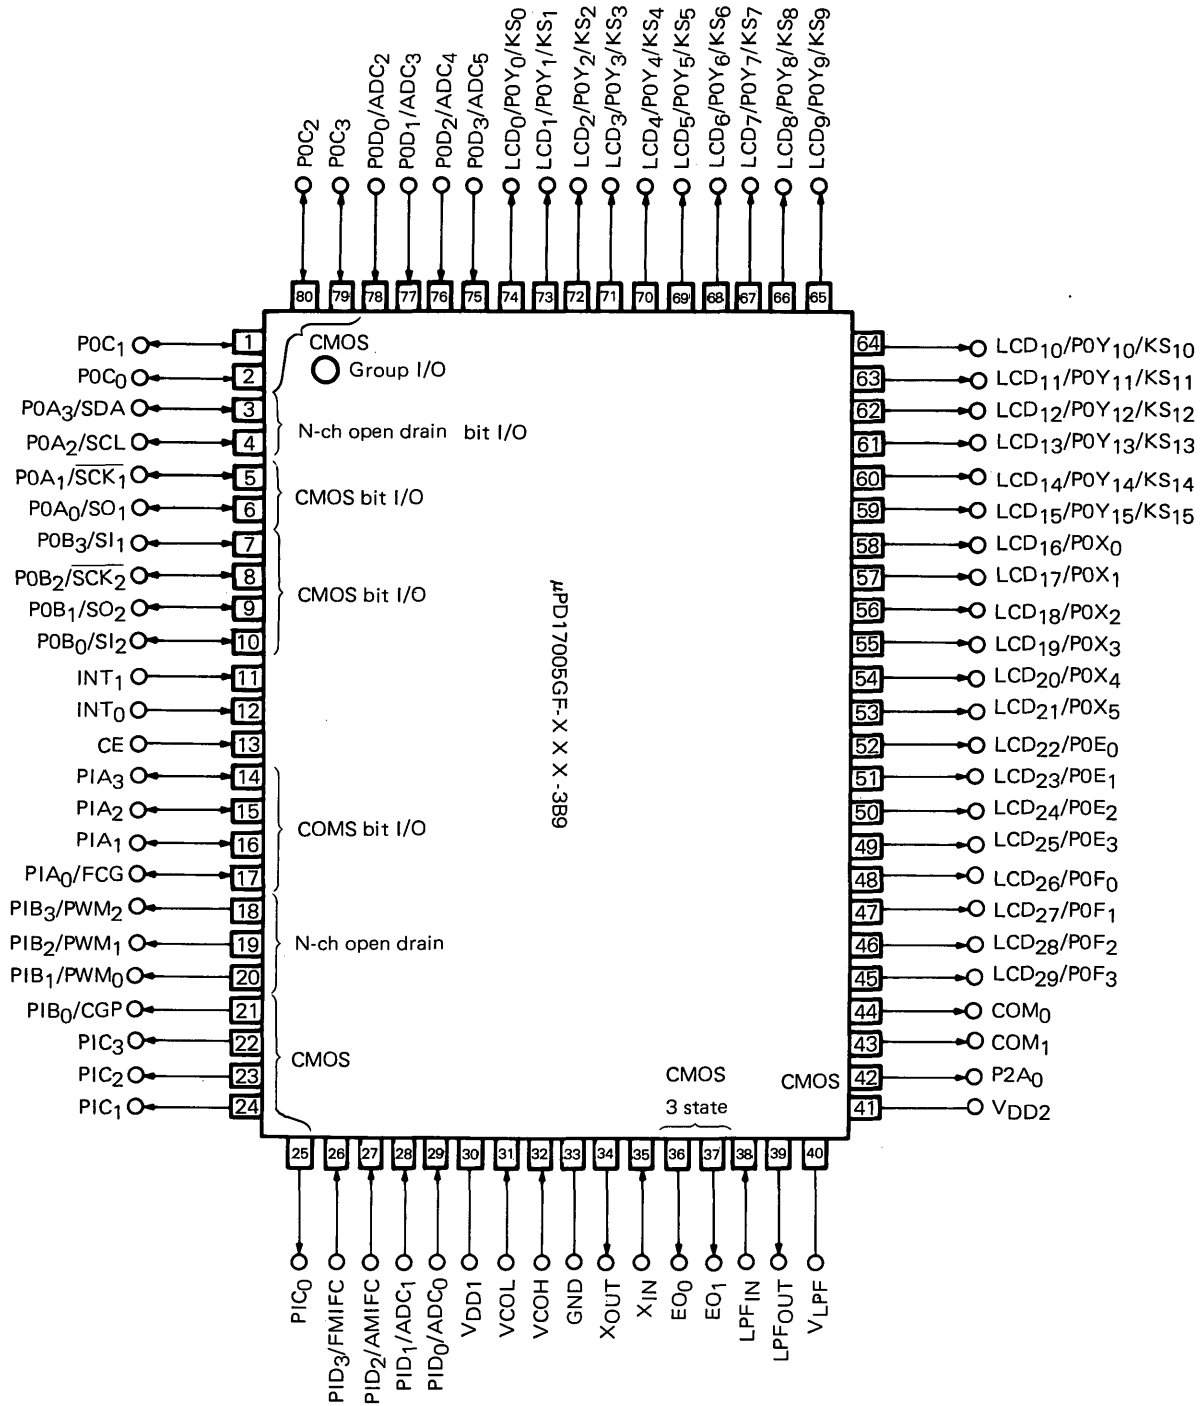 P0C2
P0C3
P0D0/ADC2
P0D1/ADC3
P0D2/ADC4
P0D3/ADC5
LCD0/P0Y0/KS0
LCD1/P0Y1/KS1
LCD2/P0Y2/KS2
LCD3/P0Y3/KS3
LCD4/P0Y4/KS4
LCD5/P0Y5/KS5
LCD6/P0Y6/KS6
LCD7/P0Y7/KS7
LCD8/P0Y8/KS8
LCD9/P0Y9/KS9
80 79 78 77 76 75 74 73 72 71 70 69 68 67 66 65
P0C1 1
P0C0 2
P0A3/SDA 3
P0A2/SCL 4
P0A1/SCK1 5
P0A0/SO1 6
P0B3/SI1 7
P0B2/SCK2 8
P0B1/SO2 9
P0B0/SI2 10
INT1 11
INT0 12
CE 13
PIA3 14
PIA2 15
PIA1 16
PIA0/FCG 17
PIB3/PWM2 18
PIB2/PWM1 19
PIB1/PWM0 20
PIB0/CGP 21
PIC3 22
PIC2 23
PIC1 24
CMOS
Group I/O
N-ch open drain bit I/O
CMOS bit I/O
CMOS bit I/O
COMS bit I/O
N-ch open drain
CMOS
μPD17005GF-X X X -3B9
CMOS
3 state
CMOS
64 LCD10/P0Y10/KS10
63 LCD11/P0Y11/KS11
62 LCD12/P0Y12/KS12
61 LCD13/P0Y13/KS13
60 LCD14/P0Y14/KS14
59 LCD15/P0Y15/KS15
58 LCD16/P0X0
57 LCD17/P0X1
56 LCD18/P0X2
55 LCD19/P0X3
54 LCD20/P0X4
53 LCD21/P0X5
52 LCD22/P0E0
51 LCD23/P0E1
50 LCD24/P0E2
49 LCD25/P0E3
48 LCD26/P0F0
47 LCD27/P0F1
46 LCD28/P0F2
45 LCD29/P0F3
44 COM0
43 COM1
42 P2A0
41 VDD2
25 26 27 28 29 30 31 32 33 34 35 36 37 38 39 40
PIC0
PID3/FMIFC
PID2/AMIFC
PID1/ADC1
PID0/ADC0
VDD1
VCOL
VCOH
GND
XOUT
XIN
EO0
EO1
LPFIN
LPFOUT
VLPF